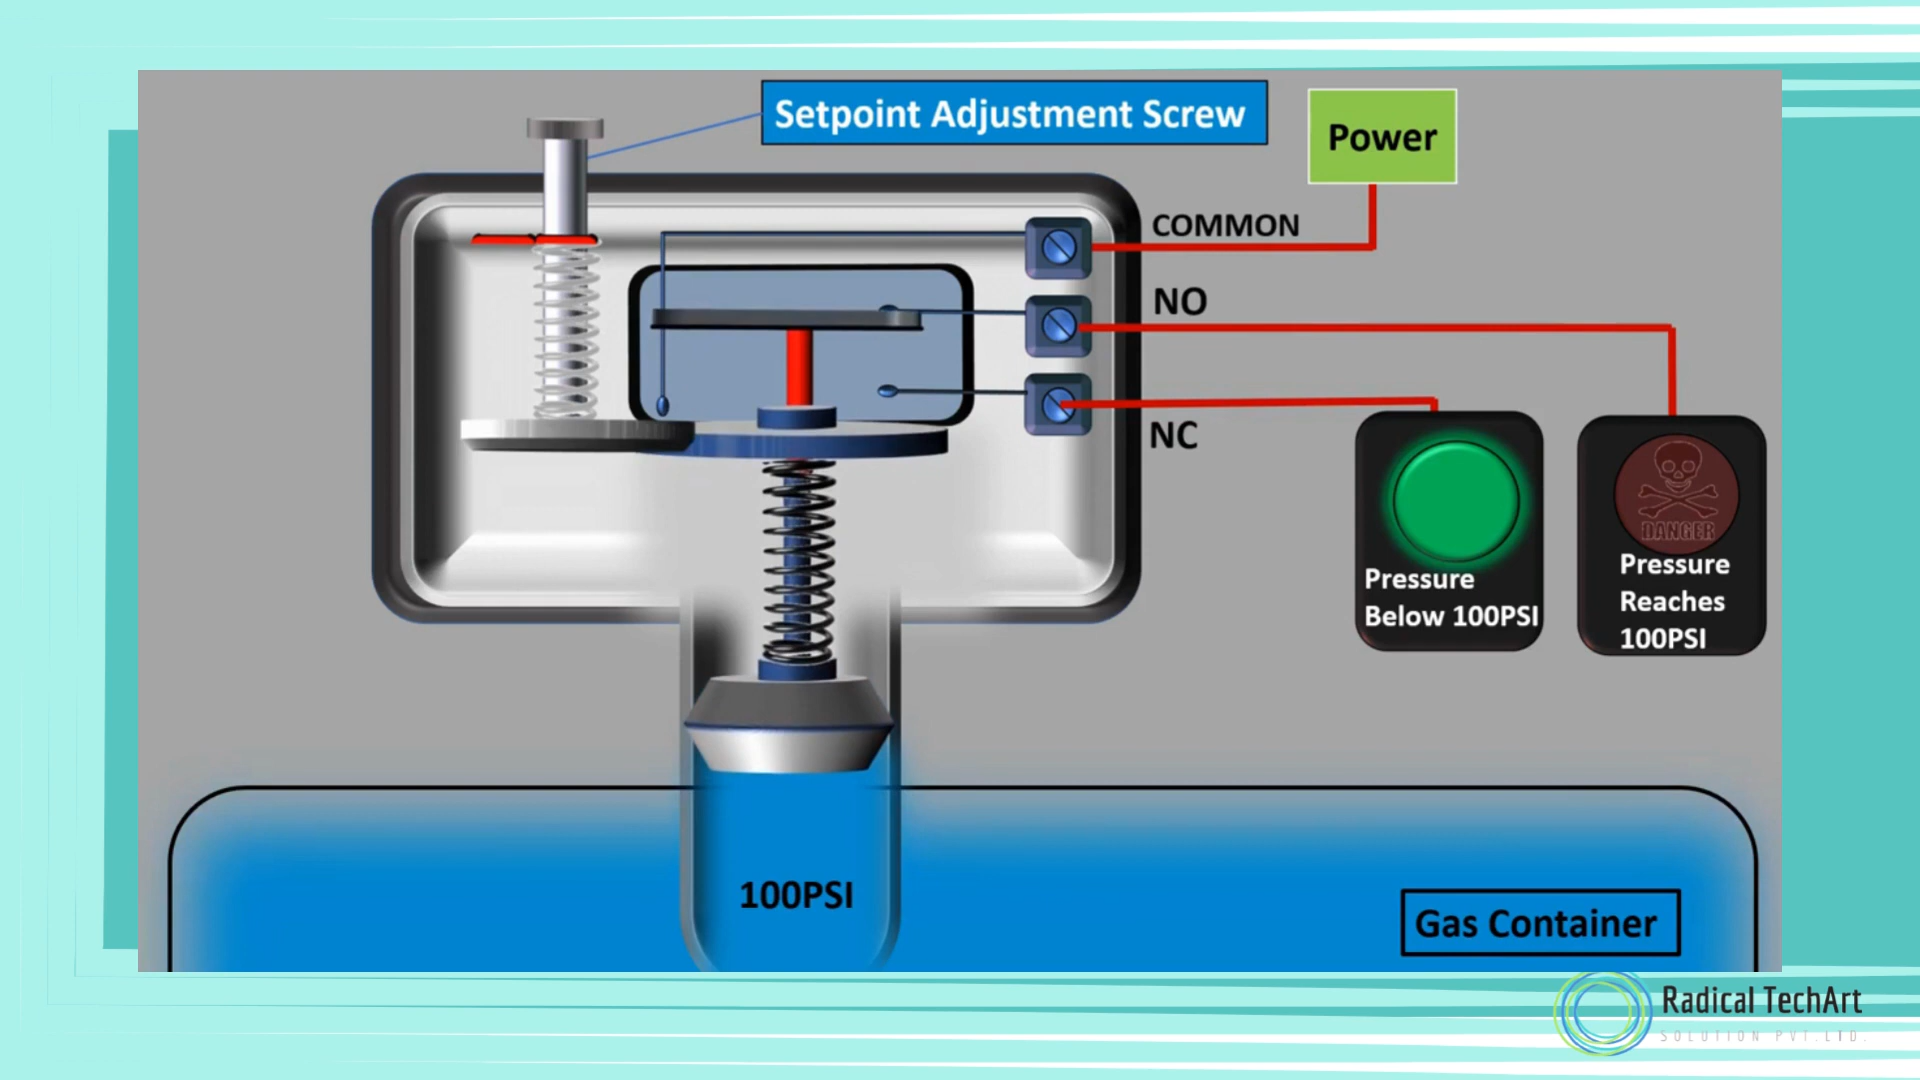 Setpoint Adjustment Screw
Power
COMMON
NO
NC
DANGER
Pressure
Below 100PSI
Pressure
Reaches
100PSI
100PSI
Gas Container
Radical TechArt
SOLUTION PVT.LTD.